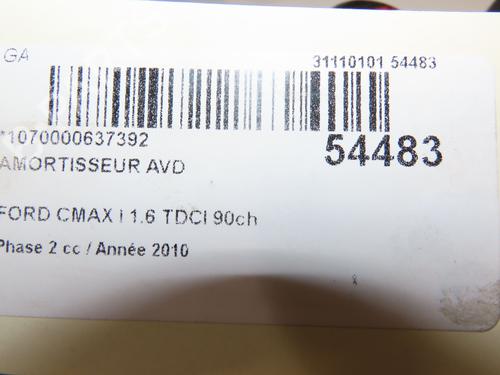 GA
31110101 54483
*1070000637392
54483
AMORTISSEUR AVD
FORD CMAX I 1.6 TDCI 90ch
Phase 2 cc / Année 2010